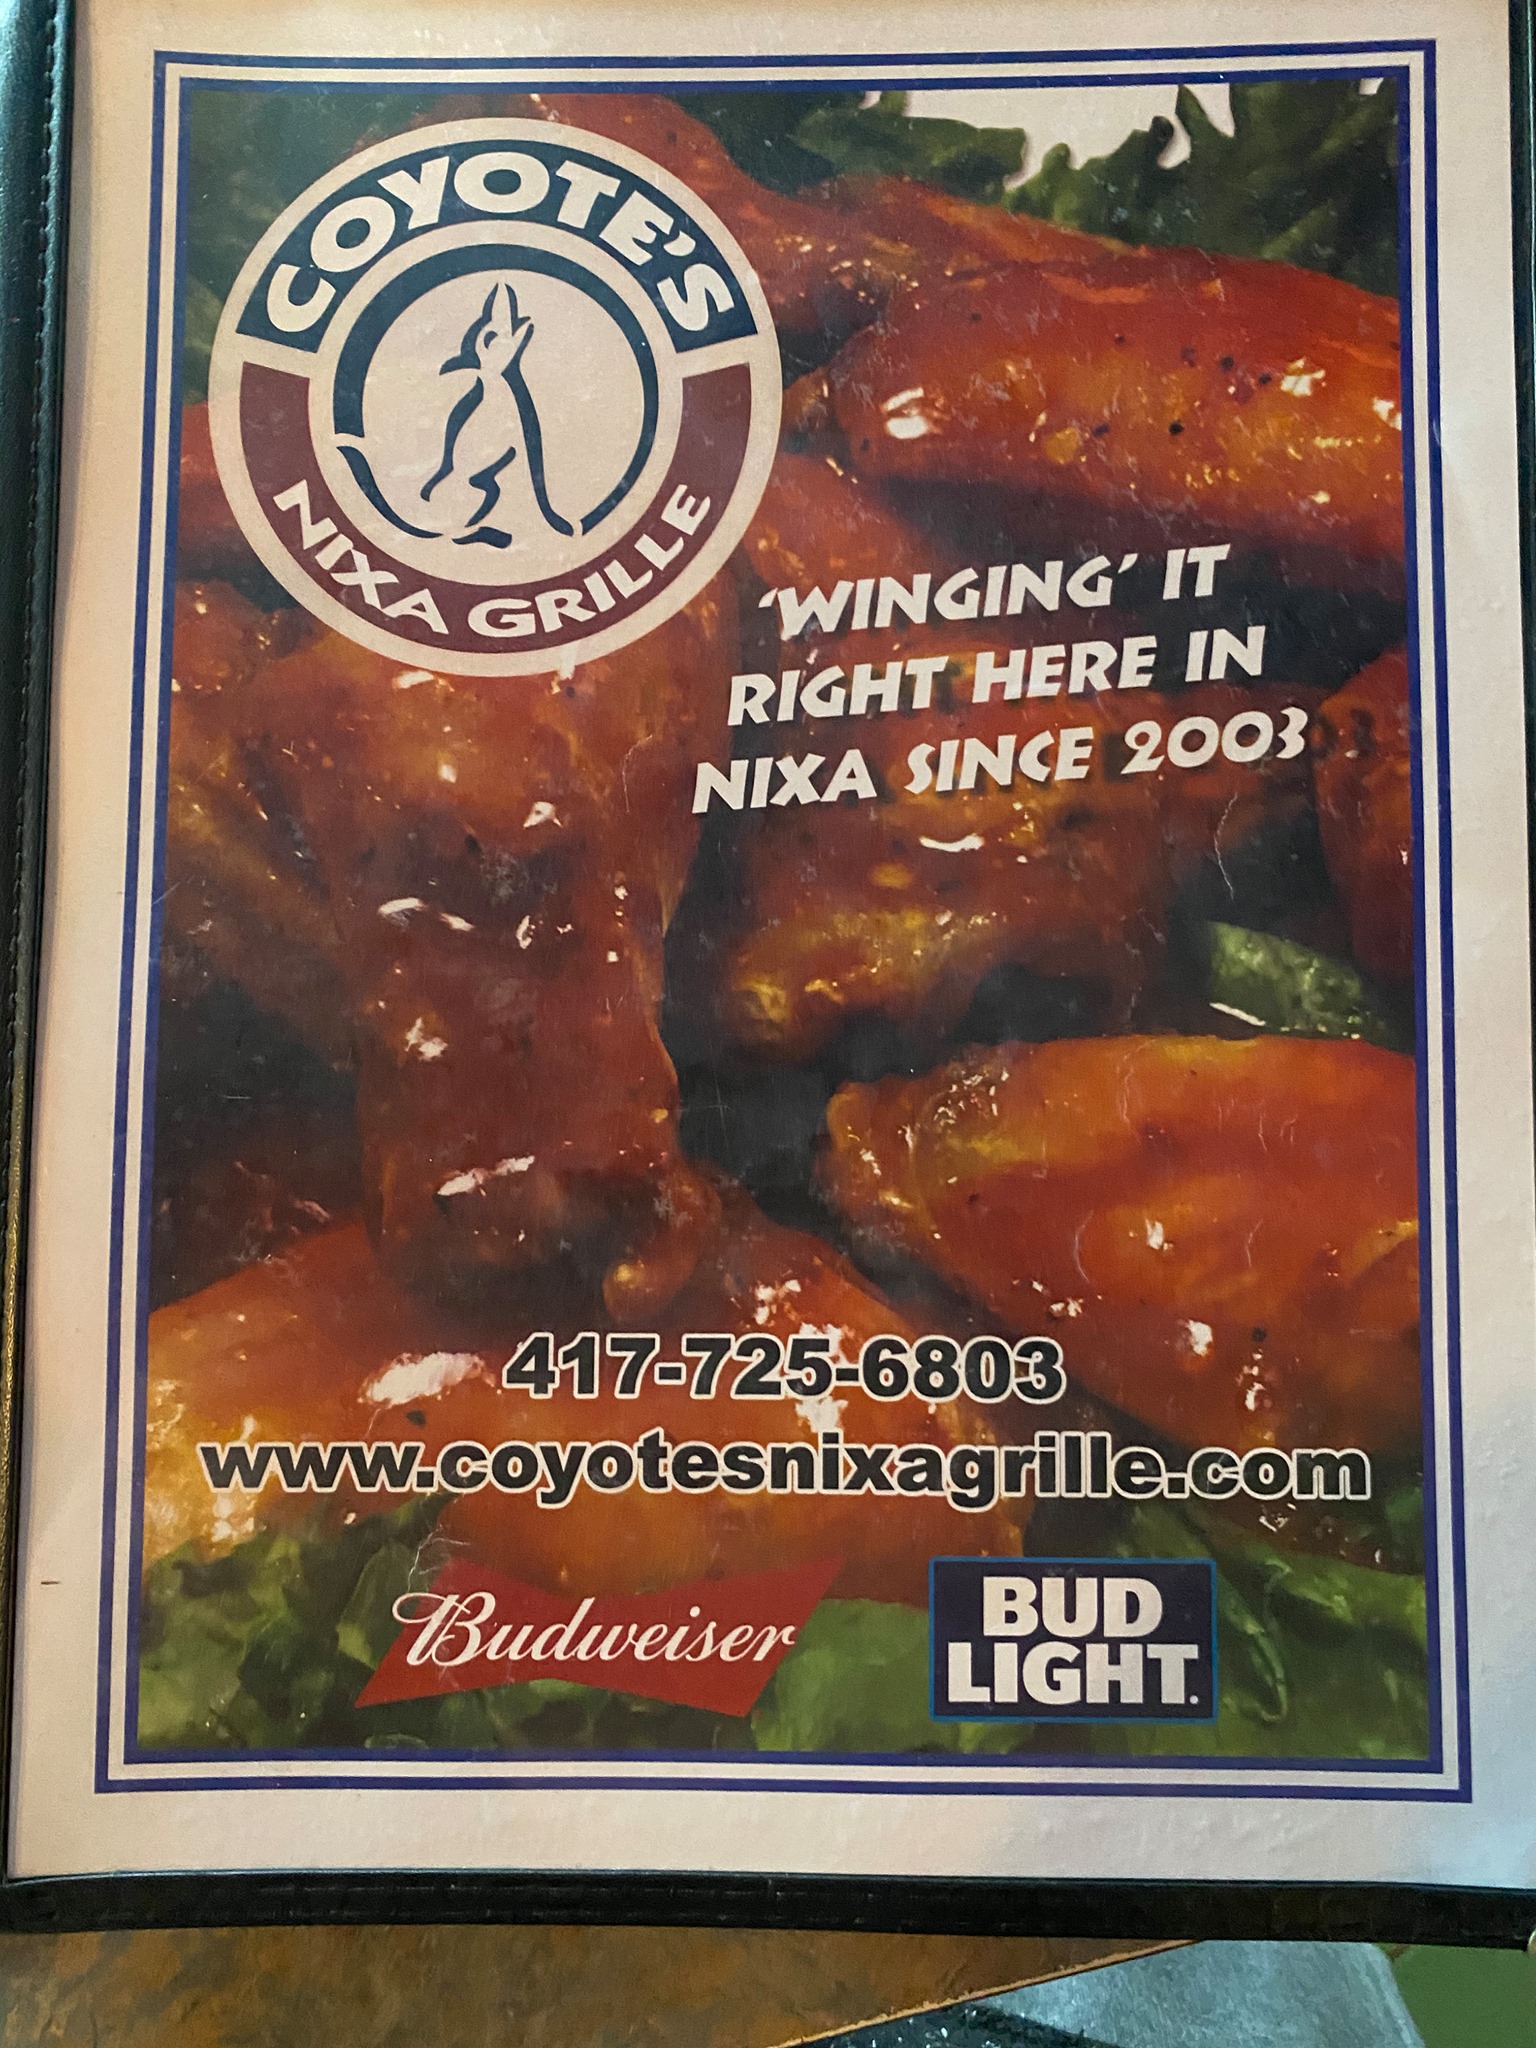 COYOTE'S
NIXA GRILLE
'WINGING' IT
RIGHT HERE IN
NIXA SINCE 2003
417-725-6803
www.coyotesnixagrille.com
Budweiser
BUD
LIGHT.